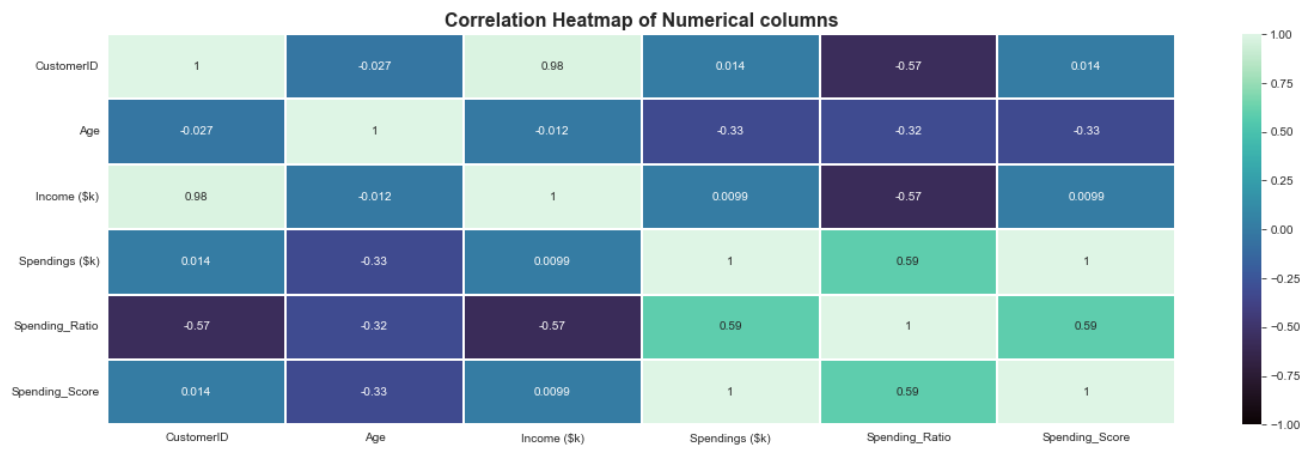 Correlation Heatmap of Numerical columns
CustomerID 1 -0.027 0.98 0.014 -0.57 0.014
Age -0.027 1 -0.012 -0.33 -0.32 -0.33
Income ($k) 0.98 -0.012 1 0.0099 -0.57 0.0099
Spendings ($k) 0.014 -0.33 0.0099 1 0.59 1
Spending_Ratio -0.57 -0.32 -0.57 0.59 1 0.59
Spending_Score 0.014 -0.33 0.0099 1 0.59 1
CustomerID Age Income ($k) Spendings ($k) Spending_Ratio Spending_Score
1.00
0.75
0.50
0.25
0.00
−0.25
−0.50
−0.75
−1.00